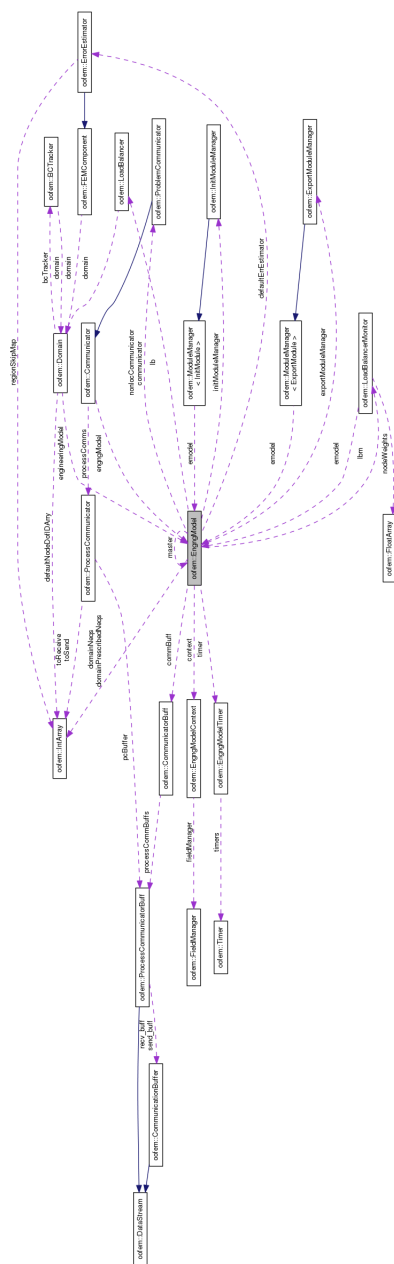 oofem::ErrorEstimator
oofem::BCTracker
oofem::FEMComponent
oofem::LoadBalancer
oofem::ProblemCommunicator
oofem::InitModuleManager
oofem::ExportModuleManager
regionSkipMap
bcTracker
domain
domain
domain
nonlocCommunicator
communicator
lb
initModuleManager
defaultErrEstimator
exportModuleManager
oofem::Domain
oofem::Communicator
oofem::ModuleManager
< InitModule >
oofem::ModuleManager
< ExportModule >
oofem::LoadBalancerMonitor
engineeringModel
processComms
engngModel
emodel
emodel
lbm
nodeWeights
defaultNodeDofIDAry
oofem::ProcessCommunicator
master
oofem::EngngModel
oofem::FloatArray
toReceive
toSend
domainNeqs
domainPrescribedNeqs
commBuff
context
timer
oofem::IntArray
pcBuffer
oofem::CommunicatorBuff
oofem::EngngModelContext
oofem::EngngModelTimer
processCommBuffs
fieldManager
timers
oofem::ProcessCommunicatorBuff
oofem::FieldManager
oofem::Timer
recv_buff
send_buff
oofem::CommunicationBuffer
oofem::DataStream